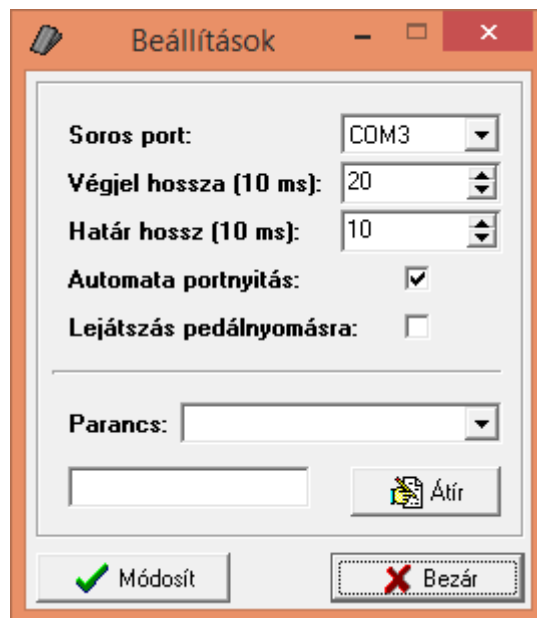 Beállítások
Soros port: COM3
Végjel hossza (10 ms): 20
Határ hossz (10 ms): 10
Automata portnyitás:
Lejátszás pedálnyomásra:
Parancs:
Átír
Módosít Bezár